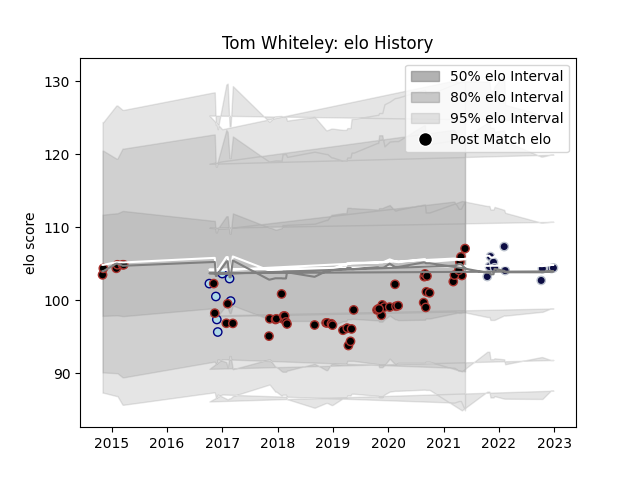 Tom Whiteley: elo History
50% elo Interval
80% elo Interval
95% elo Interval
Post Match elo
elo score
130
120
110
100
90
2015 2016 2017 2018 2019 2020 2021 2022 2023